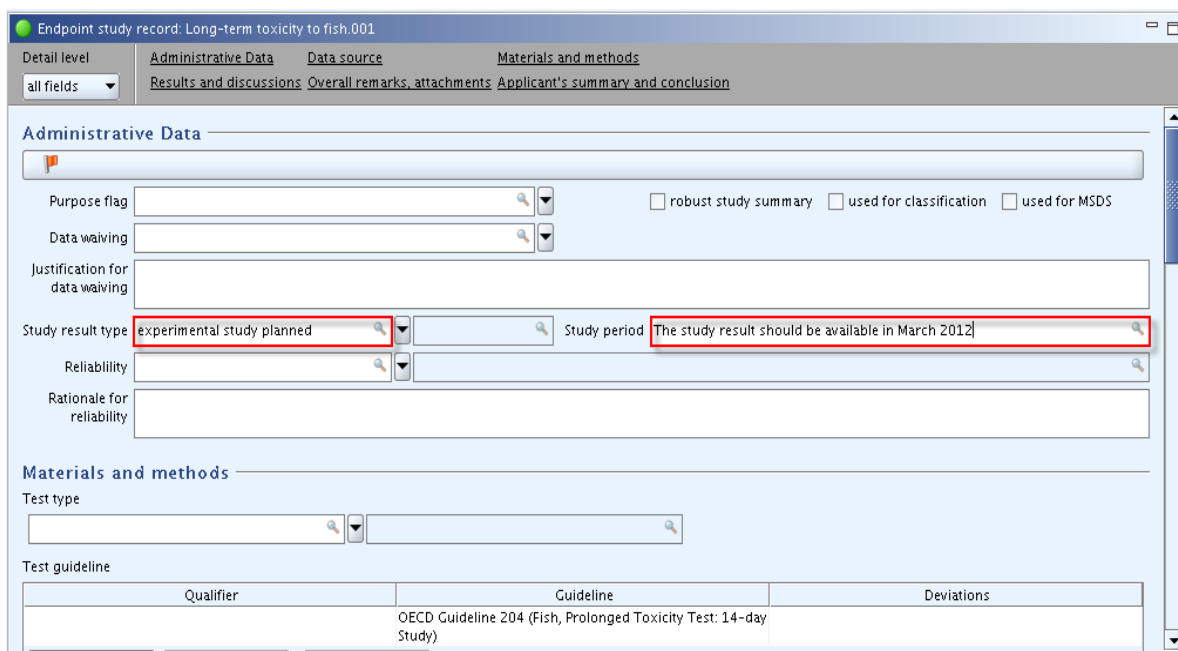 Endpoint study record: Long-term toxicity to fish.001
Detail level
Administrative Data Data source Materials and methods
all fields
Results and discussions Overall remarks, attachments Applicant's summary and conclusion
Administrative Data
Purpose flag
robust study summary used for classification used for MSDS
Data waiving
Justification for
data waiving
Study result type experimental study planned Study period The study result should be available in March 2012
Reliablility
Rationale for
reliability
Materials and methods
Test type
Test guideline
Qualifier Guideline Deviations
OECD Guideline 204 (Fish, Prolonged Toxicity Test: 14-day
Study)